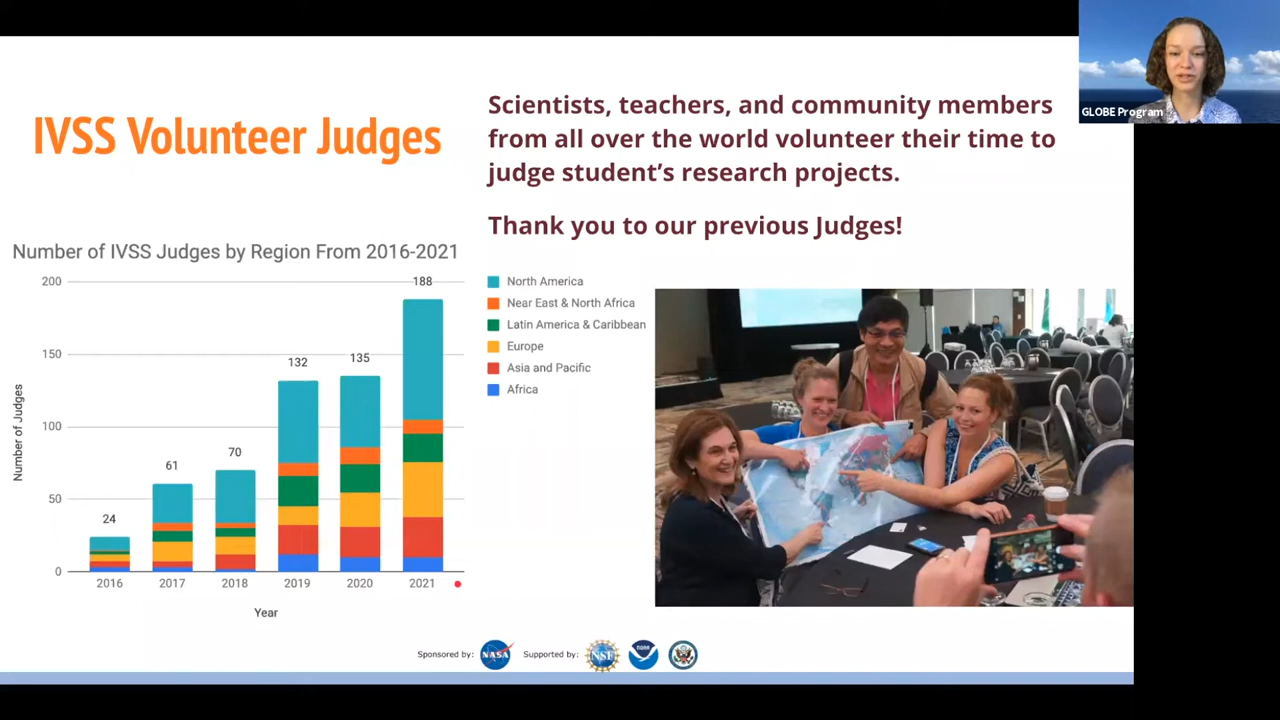 IVSS Volunteer Judges
Scientists, teachers, and community members
from all over the world volunteer their time to
judge student's research projects.
Thank you to our previous Judges!
GLOBE Program
Number of IVSS Judges by Region From 2016-2021
200
150
100
50
0
Number of Judges
24
61
70
132
135
188
2016
2017
2018
2019
2020
2021
Year
North America
Near East & North Africa
Latin America & Caribbean
Europe
Asia and Pacific
Africa
Sponsored by:
NASA
Supported by:
NSF
NOAA